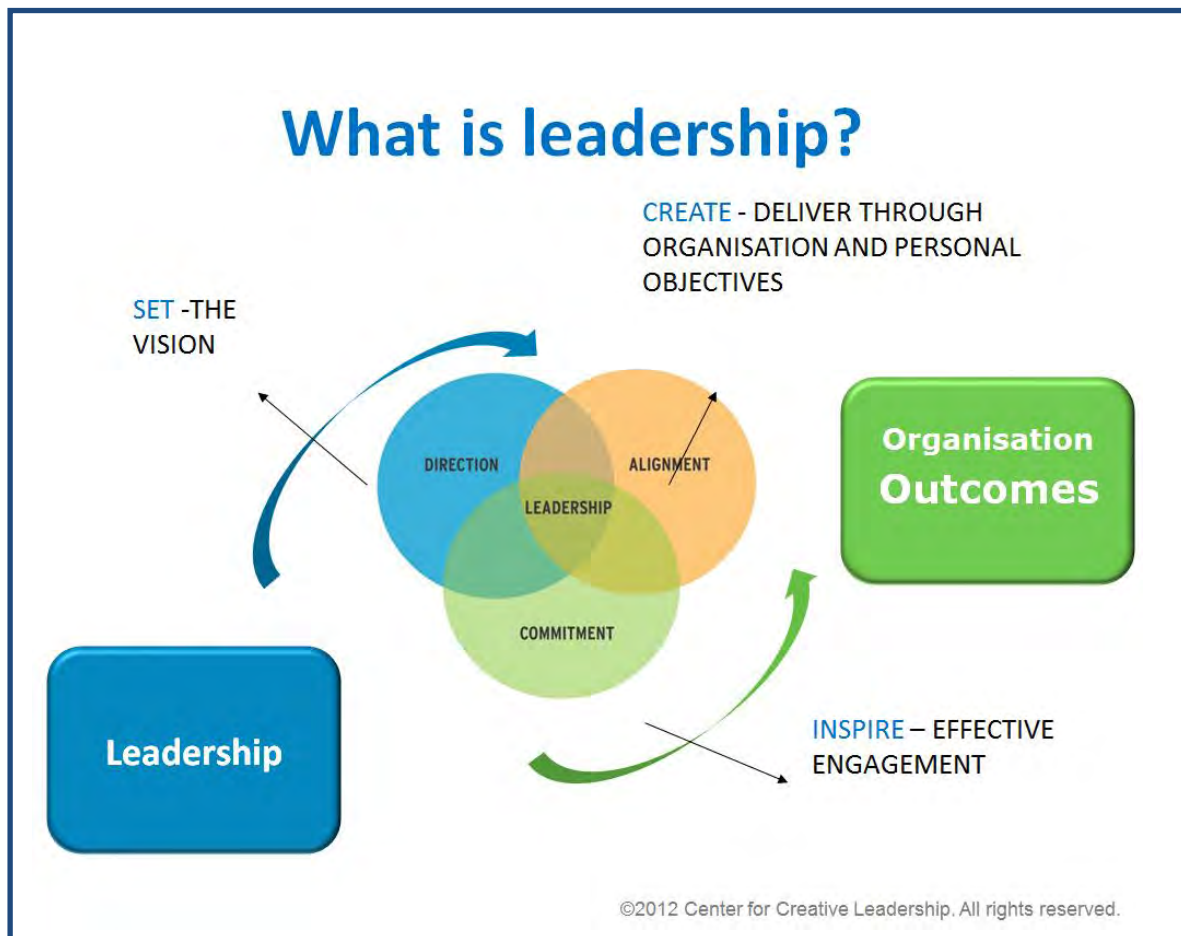 What is leadership?
CREATE - DELIVER THROUGH
ORGANISATION AND PERSONAL
OBJECTIVES
SET -THE
VISION
DIRECTION
ALIGNMENT
LEADERSHIP
COMMITMENT
Organisation
Outcomes
Leadership
INSPIRE – EFFECTIVE
ENGAGEMENT
©2012 Center for Creative Leadership. All rights reserved.